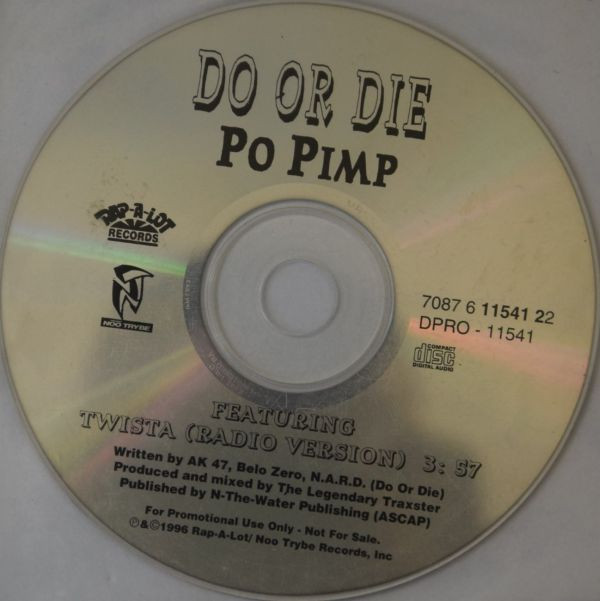 DO OR DIE
PO PIMP
RAP-A-LOT
RECORDS
NOO TRYBE
7087 6 11541 22
DPRO - 11541
COMPACT
disc
DIGITAL AUDIO
FEATURING
TWISTA (RADIO VERSION) 3: 57
Written by AK 47, Belo Zero, N.A.R.D. (Do Or Die)
Produced and mixed by The Legendary Traxster
Published by N-The-Water Publishing (ASCAP)
For Promotional Use Only - Not For Sale.
℗&©1996 Rap-A-Lot/ Noo Trybe Records, Inc